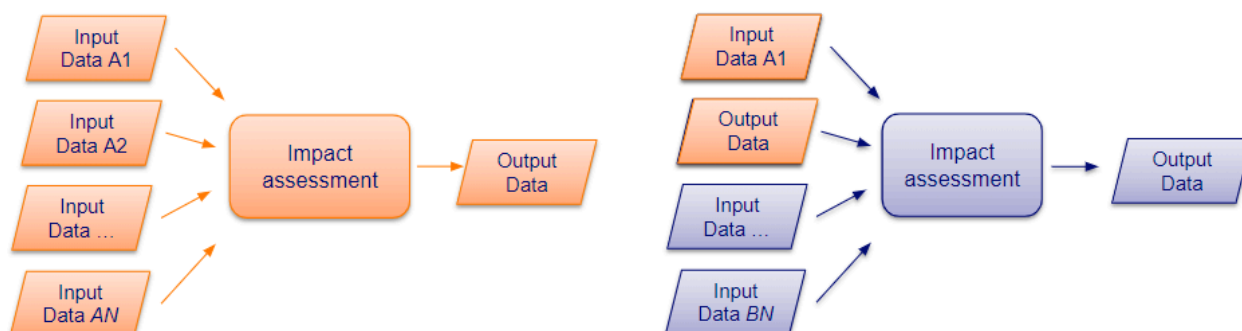 Input
Data A1
Input
Data A2
Input
Data ...
Input
Data AN
Impact
assessment
Output
Data
Input
Data A1
Output
Data
Input
Data ...
Input
Data BN
Impact
assessment
Output
Data